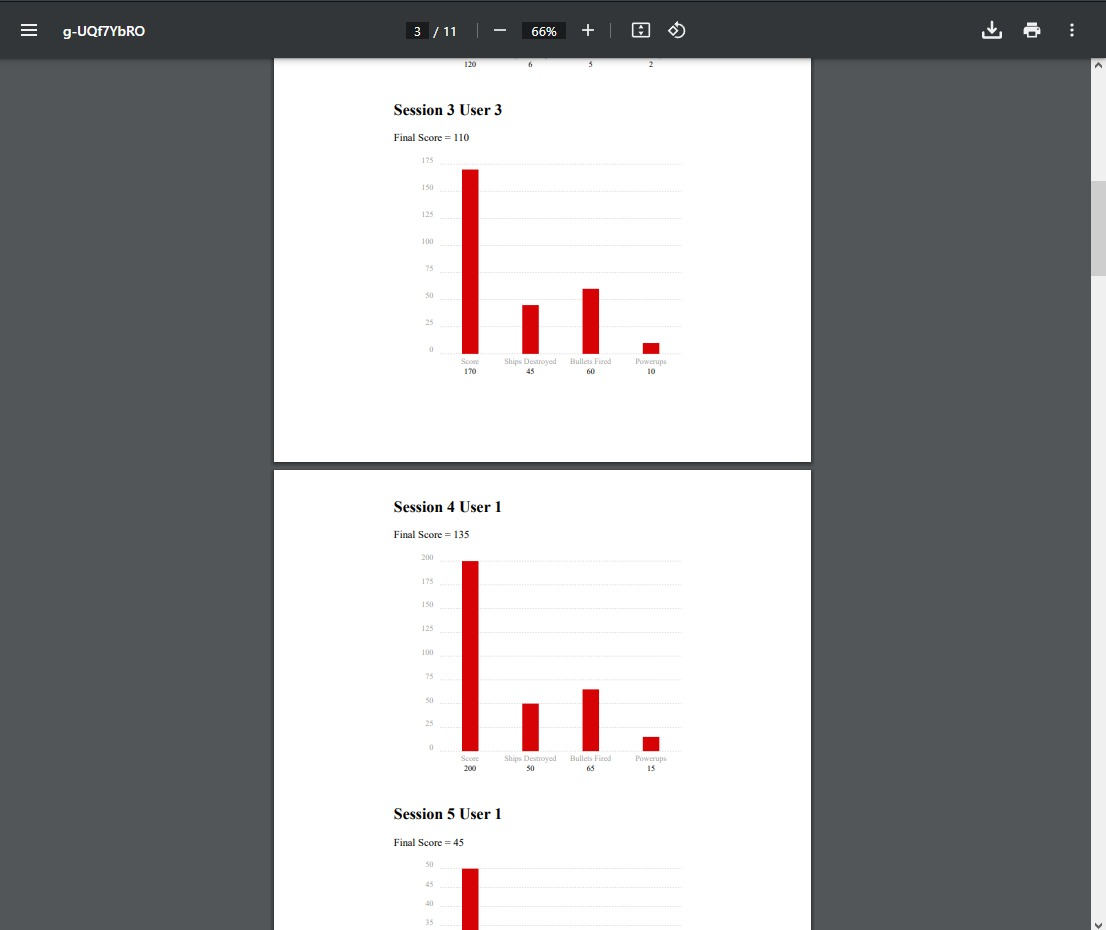 g-UQf7YbRO
3 / 11
66%
120 6 5 2
Session 3 User 3
Final Score = 110
175
150
125
100
75
50
25
0
Score Ships Destroyed Bullets Fired Powerups
170 45 60 10
Session 4 User 1
Final Score = 135
200
175
150
125
100
75
50
25
0
Score Ships Destroyed Bullets Fired Powerups
200 50 65 15
Session 5 User 1
Final Score = 45
50
45
40
35